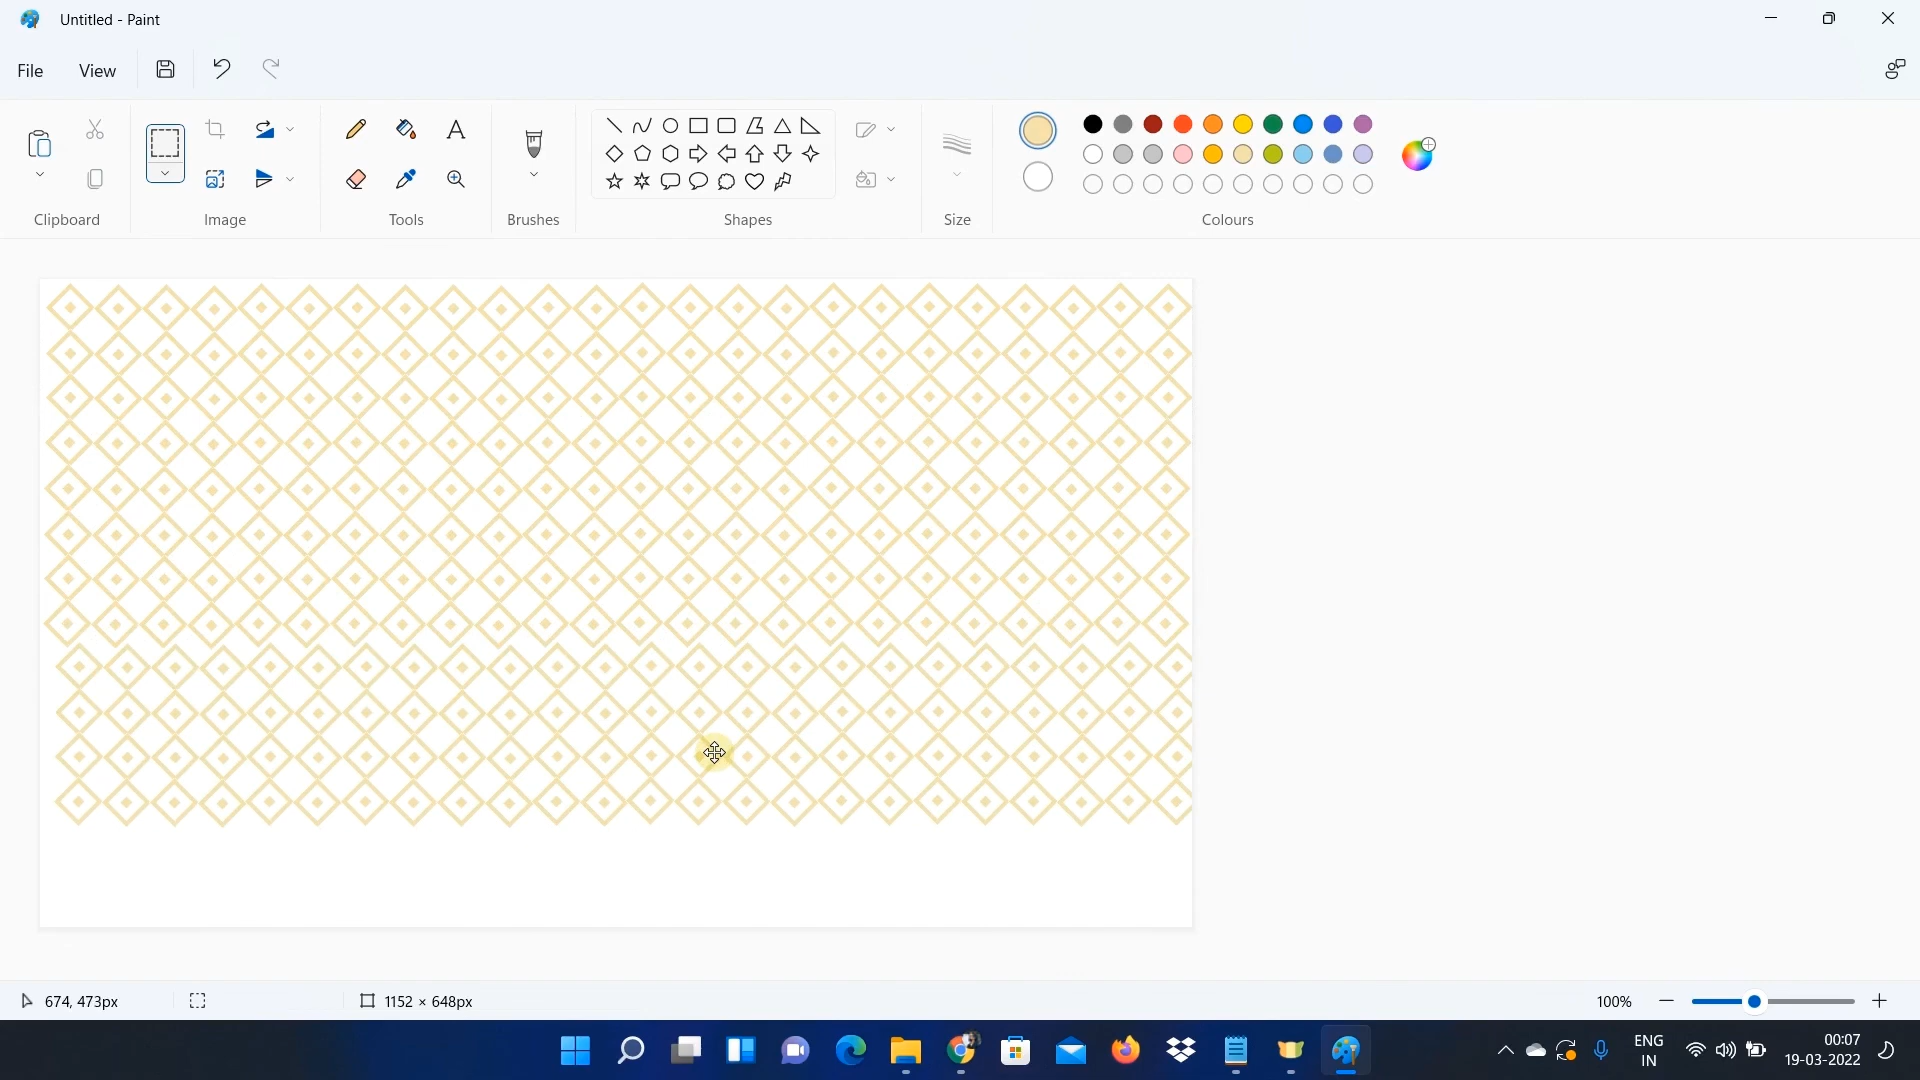 Untitled - Paint
File View
Clipboard Image Tools Brushes Shapes Size Colours
674, 473px 1152 × 648px 100%
ENG 00:07
IN 19-03-2022